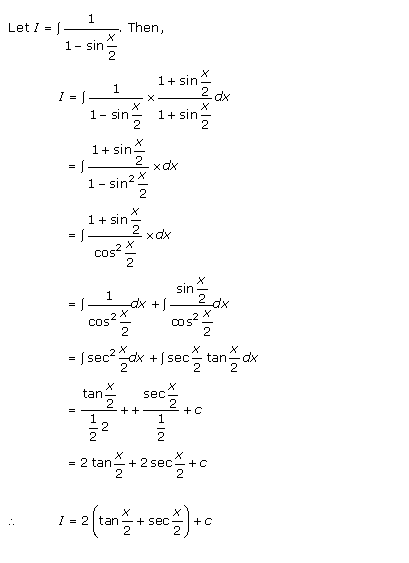 Let I = ∫ 1/(1 − sin x/2). Then,
I = ∫ 1/(1 − sin x/2) × (1 + sin x/2)/(1 + sin x/2) dx
= ∫ (1 + sin x/2)/(1 − sin² x/2) × dx
= ∫ (1 + sin x/2)/(cos² x/2) × dx
= ∫ 1/(cos² x/2) dx + ∫ (sin x/2)/(cos² x/2) dx
= ∫ sec² x/2 dx + ∫ sec x/2 tan x/2 dx
= (tan x/2)/(1/2 2) + + (sec x/2)/(1/2) + c
= 2 tan x/2 + 2 sec x/2 + c
∴ I = 2 (tan x/2 + sec x/2) + c